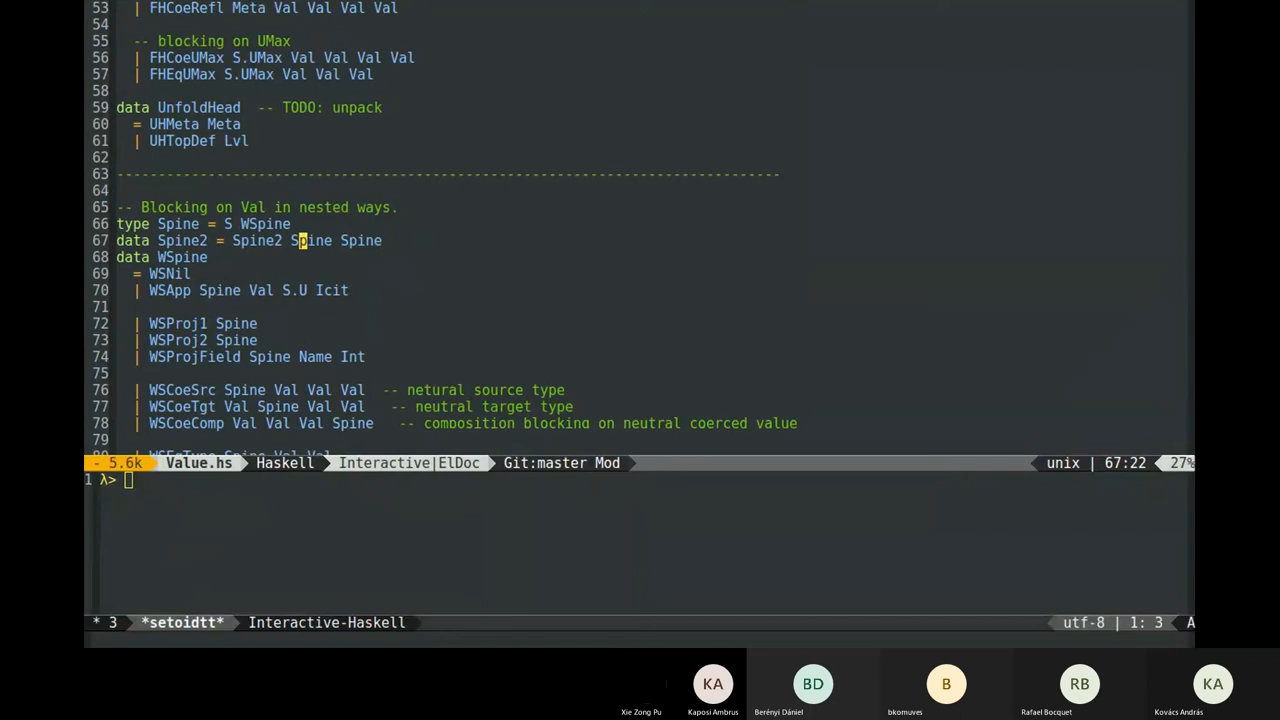 53   | FHCoeRefl Meta Val Val Val Val
54
55   -- blocking on UMax
56   | FHCoeUMax S.UMax Val Val Val Val
57   | FHEqUMax S.UMax Val Val Val
58
59 data UnfoldHead  -- TODO: unpack
60   = UHMeta Meta
61   | UHTopDef Lvl
62
63 --------------------------------------------------------------------------------
64
65 -- Blocking on Val in nested ways.
66 type Spine = S WSpine
67 data Spine2 = Spine2 Spine Spine
68 data WSpine
69   = WSNil
70   | WSApp Spine Val S.U Icit
71
72   | WSProj1 Spine
73   | WSProj2 Spine
74   | WSProjField Spine Name Int
75
76   | WSCoeSrc Spine Val Val Val  -- netural source type
77   | WSCoeTgt Val Spine Val Val   -- neutral target type
78   | WSCoeComp Val Val Val Spine   -- composition blocking on neutral coerced value
79
- 5.6k Value.hs Haskell Interactive|ElDoc Git:master Mod unix | 67:22 27%
1 λ>
* 3 *setoidtt* Interactive-Haskell utf-8 | 1: 3 A
KA BD B RB KA
Xie Zong Pu Kaposi Ambrus Berényi Dániel bkomuves Rafael Bocquet Kovács András